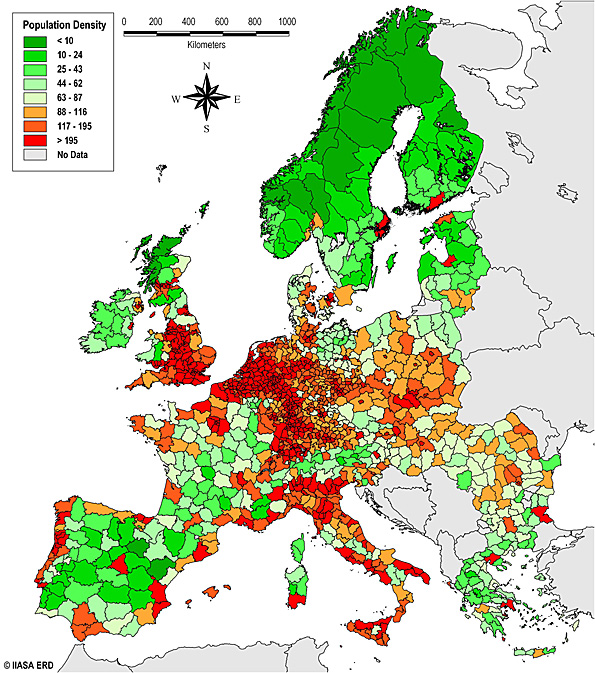 Population Density
< 10
10 - 24
25 - 43
44 - 62
63 - 87
88 - 116
117 - 195
> 195
No Data
0 200 400 600 800 1000
Kilometers
N
W E
S
© IIASA ERD